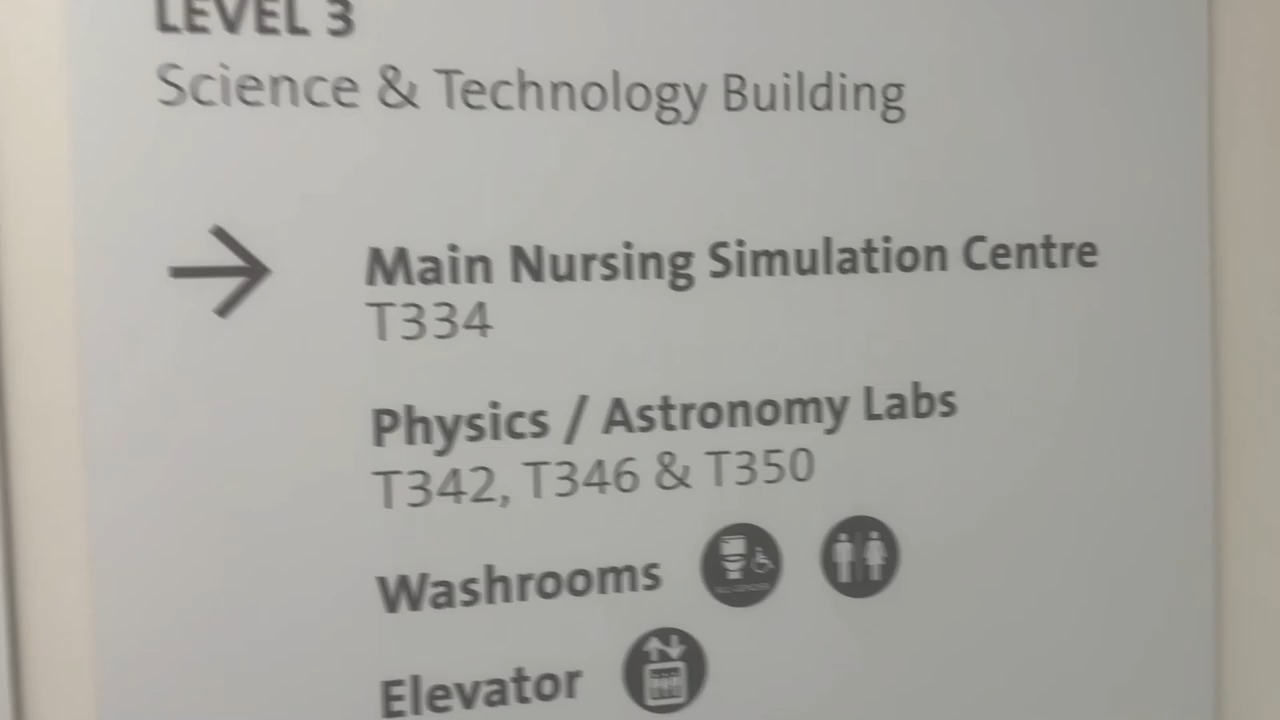 LEVEL 3
Science & Technology Building
Main Nursing Simulation Centre
T334
Physics / Astronomy Labs
T342, T346 & T350
Washrooms
Elevator